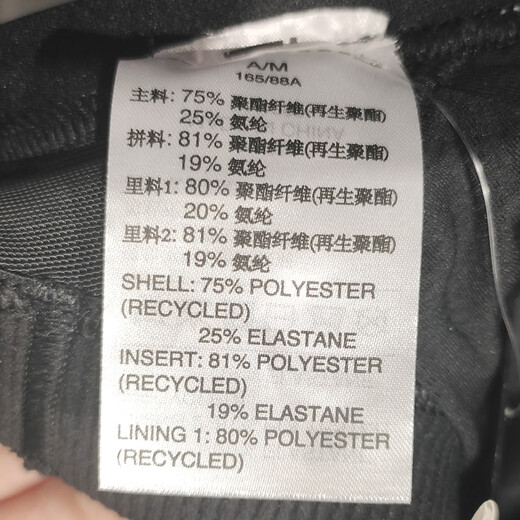 A/M
165/88A
主料: 75% 聚酯纤维(再生聚酯)
25% 氨纶
拼料: 81% 聚酯纤维(再生聚酯)
19% 氨纶
里料1: 80% 聚酯纤维(再生聚酯)
20% 氨纶
里料2: 81% 聚酯纤维(再生聚酯)
19% 氨纶
SHELL: 75% POLYESTER
(RECYCLED)
25% ELASTANE
INSERT: 81% POLYESTER
(RECYCLED)
19% ELASTANE
LINING 1: 80% POLYESTER
(RECYCLED)